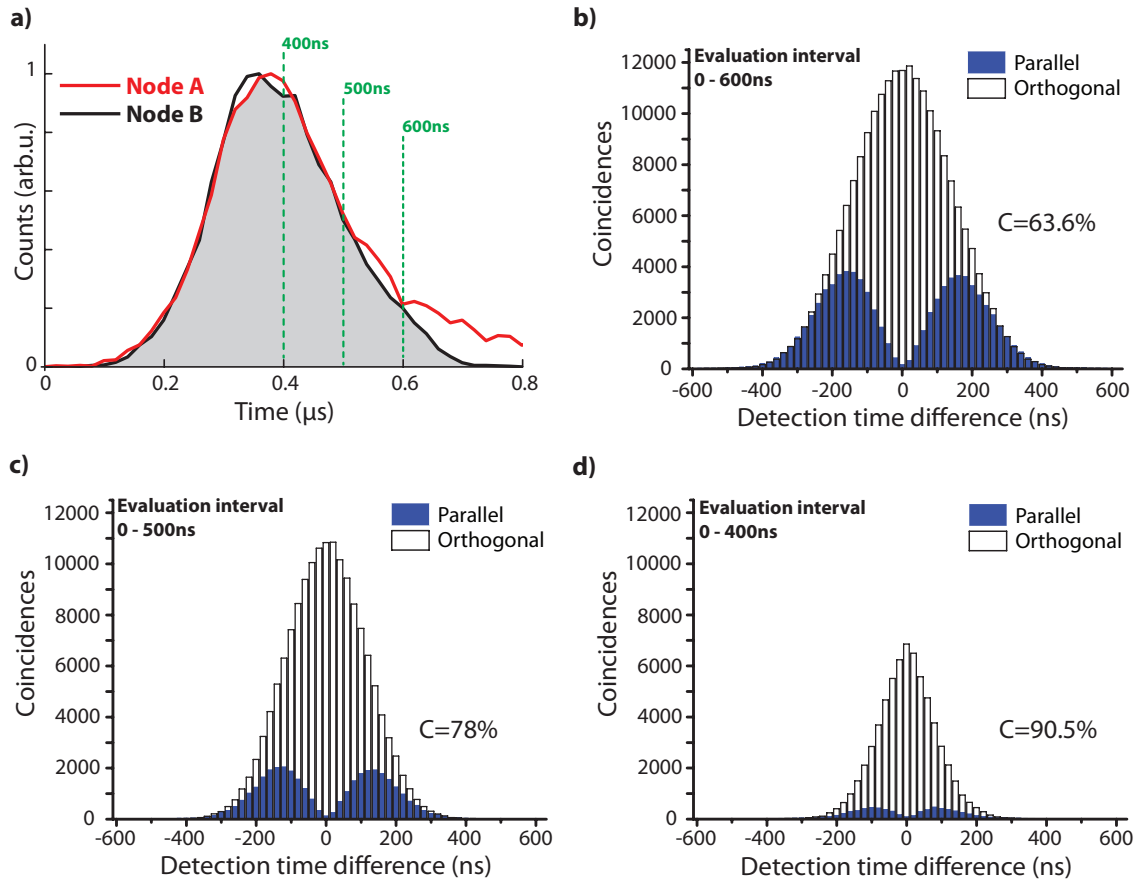 a)
400ns
500ns
600ns
Node A
Node B
1
0
Counts (arb.u.)
0 0.2 0.4 0.6 0.8
Time (µs)
b)
Evaluation interval
0 - 600ns
Parallel
Orthogonal
C=63.6%
12000
10000
8000
6000
4000
2000
0
Coincidences
-600 -400 -200 0 200 400 600
Detection time difference (ns)
c)
Evaluation interval
0 - 500ns
Parallel
Orthogonal
C=78%
12000
10000
8000
6000
4000
2000
0
Coincidences
-600 -400 -200 0 200 400 600
Detection time difference (ns)
d)
Evaluation interval
0 - 400ns
Parallel
Orthogonal
C=90.5%
12000
10000
8000
6000
4000
2000
0
Coincidences
-600 -400 -200 0 200 400 600
Detection time difference (ns)